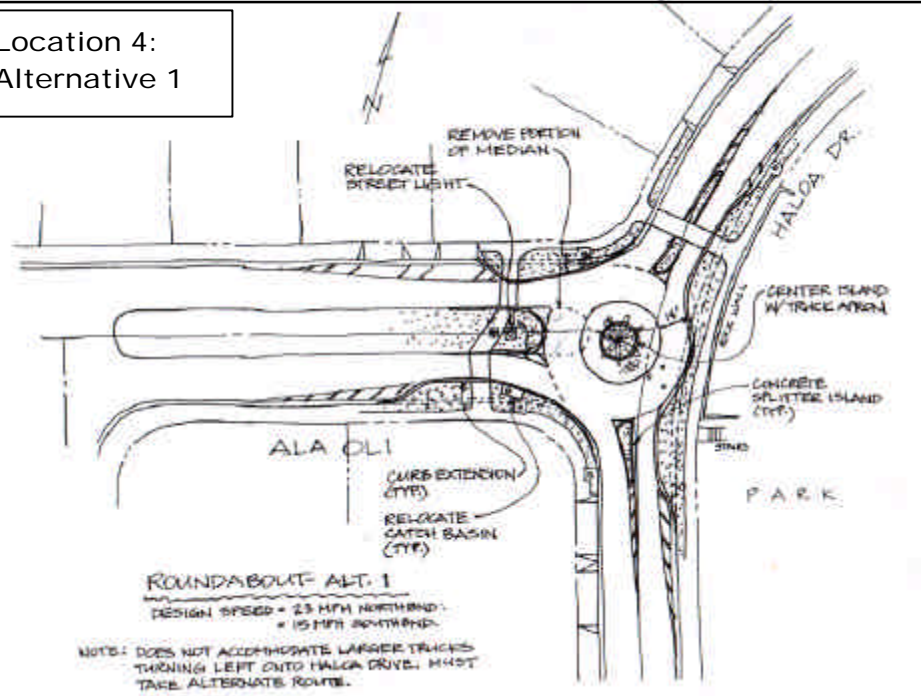 Location 4:
Alternative 1
N
REMOVE PORTION
OF MEDIAN
RELOCATE
STREET LIGHT
HALOA DR.
CENTER ISLAND
W/ TRUCK APRON
CONCRETE
SPLITTER ISLAND
(TYP.)
STAIRS
PARK
ALA OLI
CURB EXTENSION
(TYP.)
RELOCATE
CATCH BASIN
(TYP.)
ROUNDABOUT - ALT. 1
DESIGN SPEED = 23 MPH NORTHBND.
= 15 MPH SOUTHBND.
NOTE: DOES NOT ACCOMMODATE LARGER TRUCKS
TURNING LEFT ONTO HALOA DRIVE. MUST
TAKE ALTERNATE ROUTE.